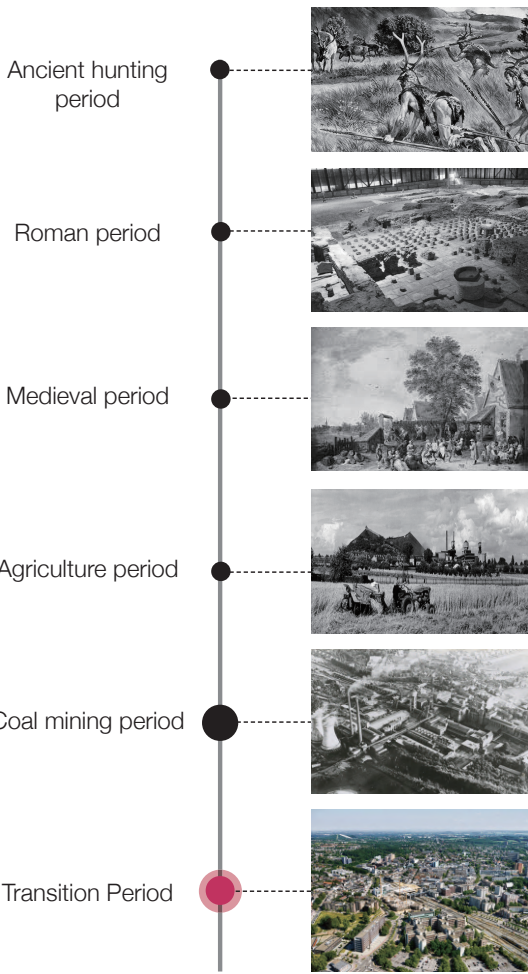 Ancient hunting
period
Roman period
Medieval period
Agriculture period
Coal mining period
Transition Period